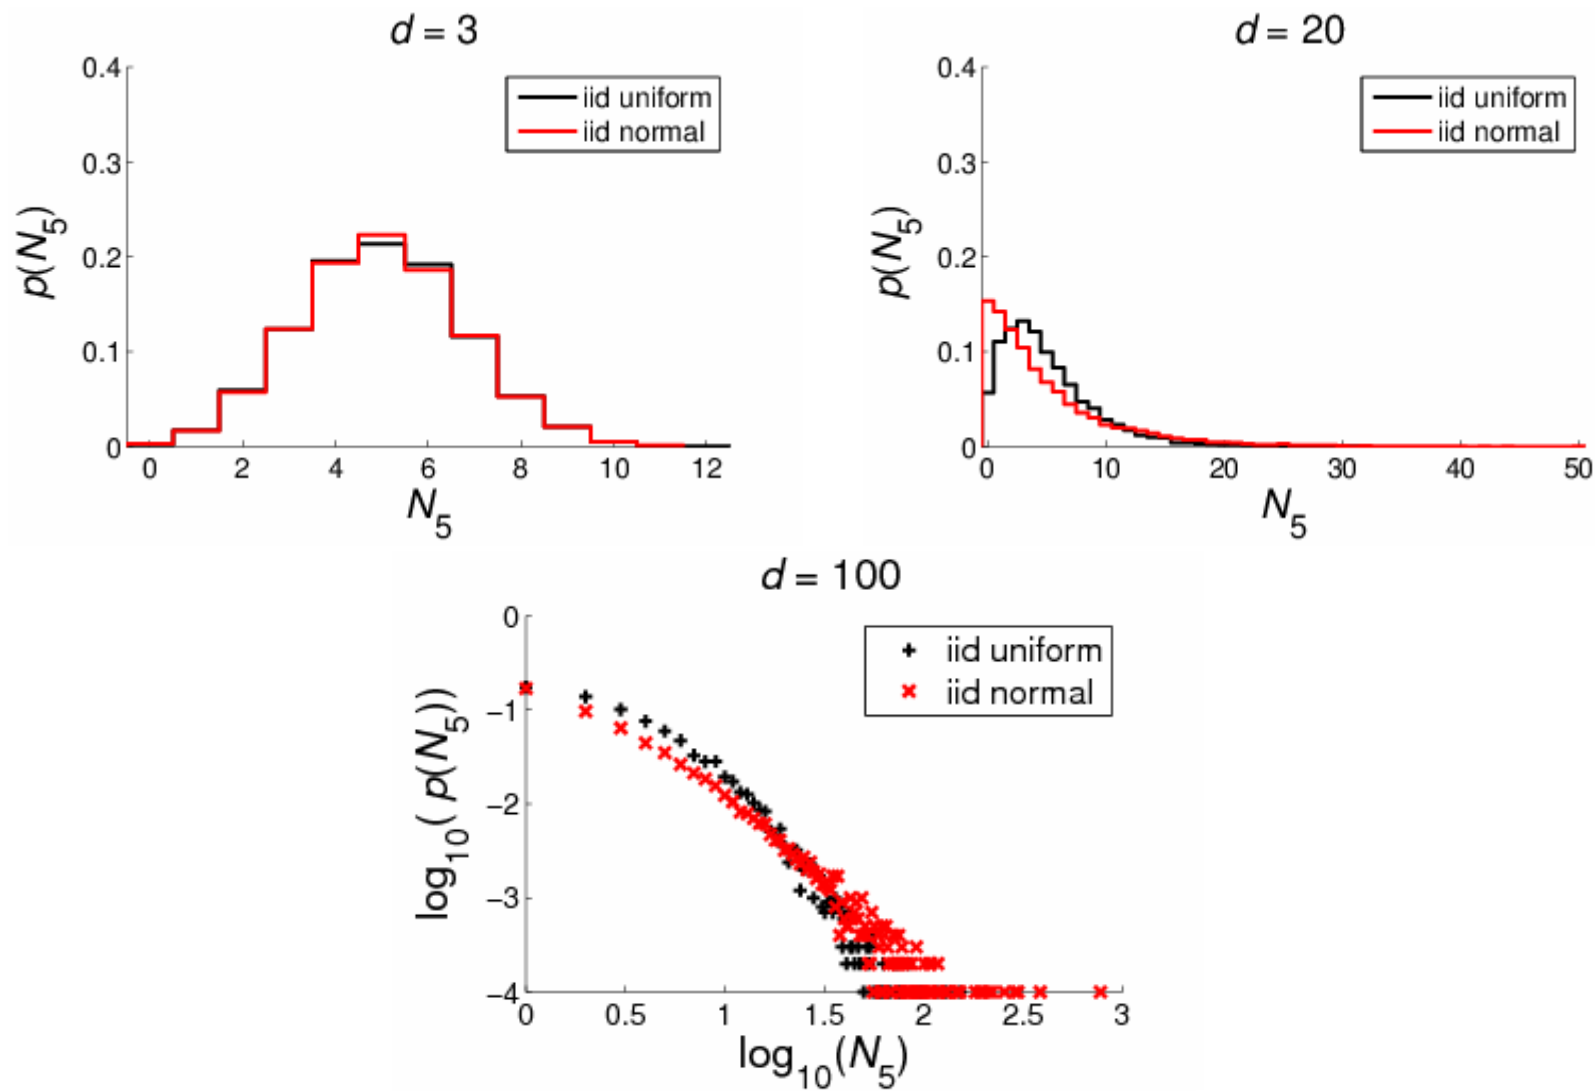 d = 3
0.4
0.3
0.2
0.1
0
p(N5)
iid uniform
iid normal
0 2 4 6 8 10 12
N5
d = 20
0.4
0.3
0.2
0.1
0
p(N5)
iid uniform
iid normal
0 10 20 30 40 50
N5
d = 100
0
−1
−2
−3
−4
log10( p(N5))
iid uniform
iid normal
0 0.5 1 1.5 2 2.5 3
log10(N5)